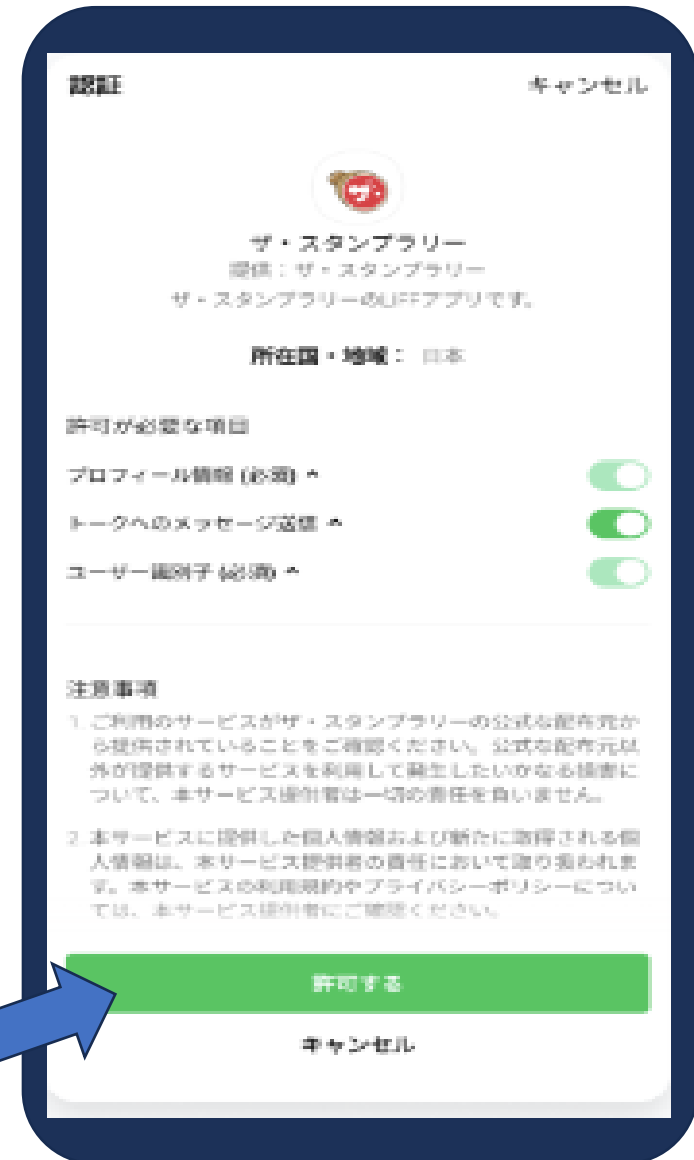 認証
キャンセル
ザ・
ザ・スタンプラリー
提供：ザ・スタンプラリー
ザ・スタンプラリーのLIFFアプリです。
所在国・地域： 日本
許可が必要な項目
プロフィール情報 (必須) ^
トークへのメッセージ送信 ^
ユーザー識別子 (必須) ^
注意事項
1. ご利用のサービスがザ・スタンプラリーの公式な配布元か
ら提供されていることをご確認ください。公式な配布元以
外が提供するサービスを利用して発生したいかなる損害に
ついて、本サービス提供者は一切の責任を負いません。
2. 本サービスに提供した個人情報および新たに取得される個
人情報は、本サービス提供者の責任において取り扱われま
す。本サービスの利用規約やプライバシーポリシーについ
ては、本サービス提供者にご確認ください。
許可する
キャンセル